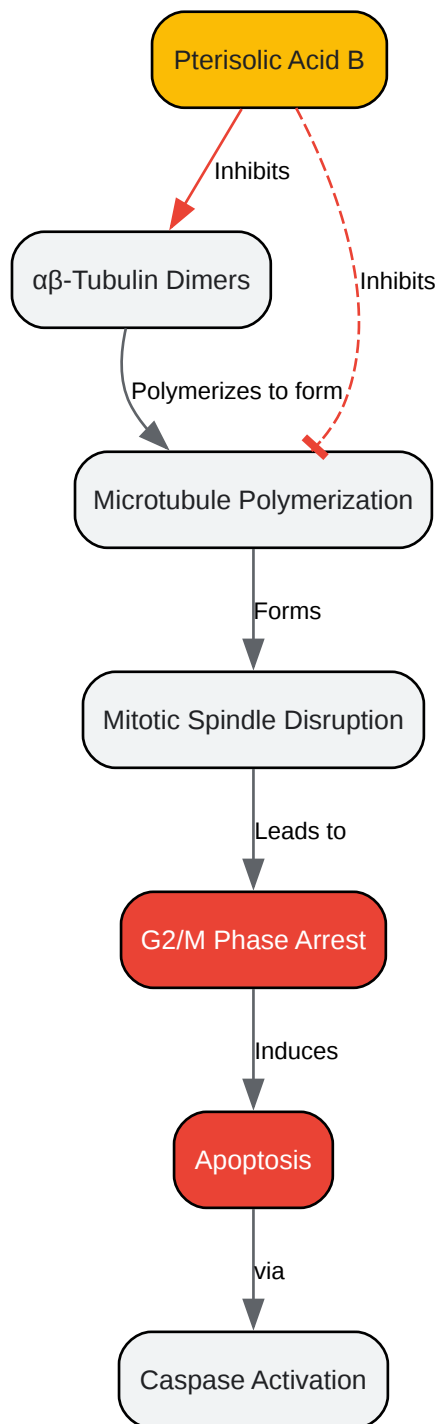 Pterisolic Acid B
Inhibits
αβ-Tubulin Dimers
Inhibits
Polymerizes to form
Microtubule Polymerization
Forms
Mitotic Spindle Disruption
Leads to
G2/M Phase Arrest
Induces
Apoptosis
via
Caspase Activation